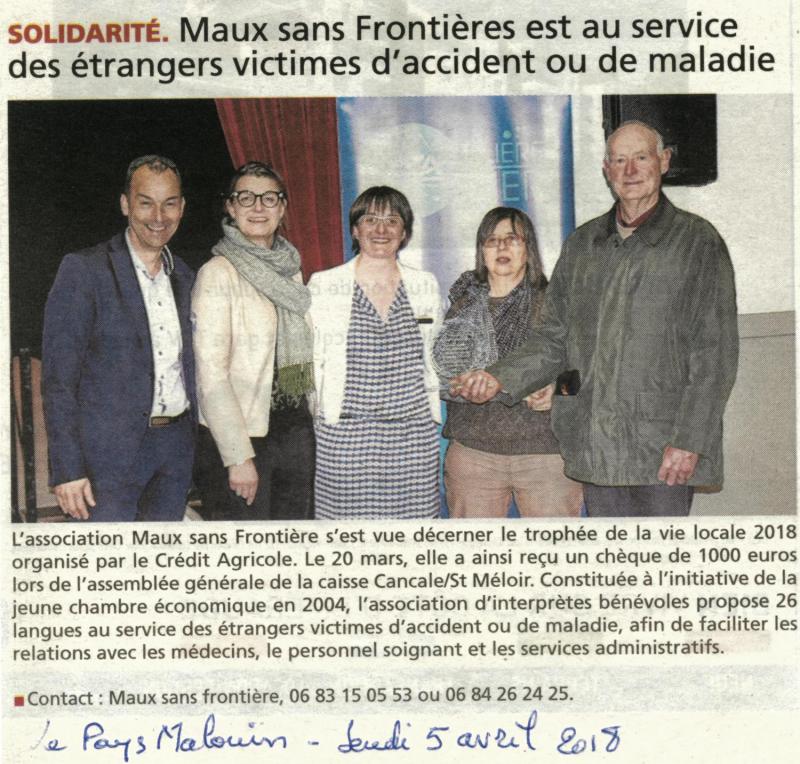 SOLIDARITÉ. Maux sans Frontières est au service
des étrangers victimes d'accident ou de maladie
L'association Maux sans Frontière s'est vue décerner le trophée de la vie locale 2018
organisé par le Crédit Agricole. Le 20 mars, elle a ainsi reçu un chèque de 1000 euros
lors de l'assemblée générale de la caisse Cancale/St Méloir. Constituée à l'initiative de la
jeune chambre économique en 2004, l'association d'interprètes bénévoles propose 26
langues au service des étrangers victimes d'accident ou de maladie, afin de faciliter les
relations avec les médecins, le personnel soignant et les services administratifs.
Contact : Maux sans frontière, 06 83 15 05 53 ou 06 84 26 24 25.
Le Pays Malouin - Jeudi 5 avril 2018